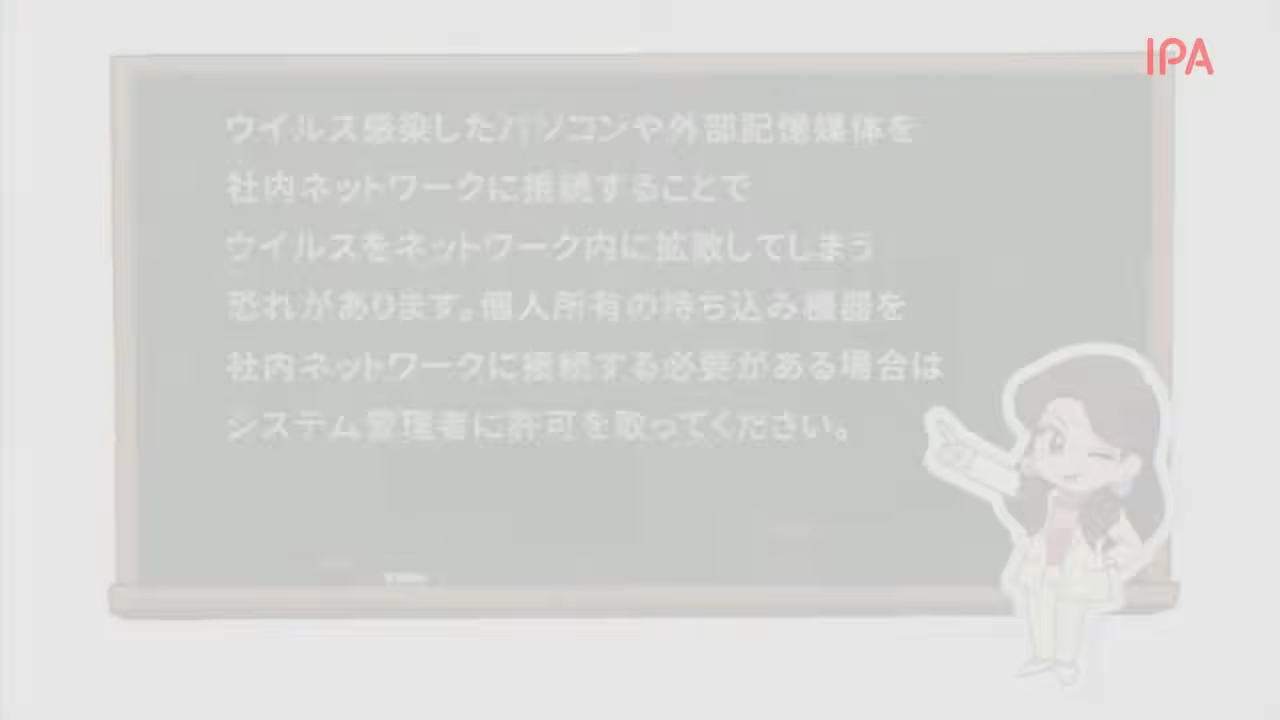 IPA
ウイルス感染したパソコンや外部記憶媒体を
社内ネットワークに接続することで
ウイルスをネットワーク内に拡散してしまう
恐れがあります。個人所有の持ち込み機器を
社内ネットワークに接続する必要がある場合は
システム管理者に許可を取ってください。